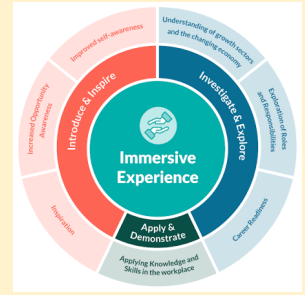 Improved self-awareness
Understanding of growth sectors
and the changing economy
Introduce & Inspire
Investigate & Explore
Increased Opportunity
Awareness
Exploration of Roles
and Responsibilities
Immersive
Experience
Inspiration
Career Readiness
Apply &
Demonstrate
Applying Knowledge and
Skills in the workplace